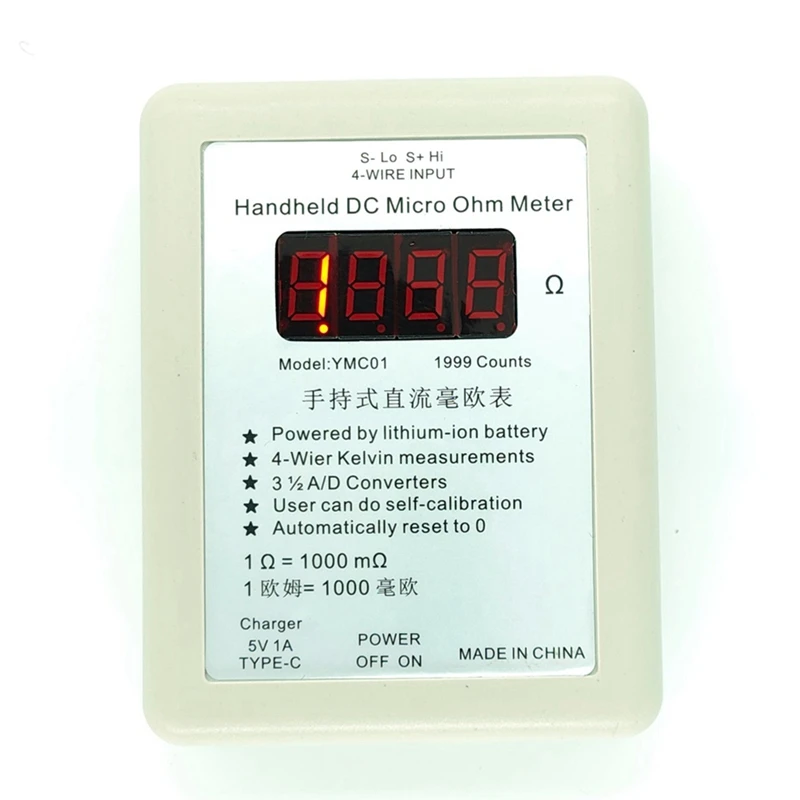 S- Lo S+ Hi
4-WIRE INPUT
Handheld DC Micro Ohm Meter
1.
Ω
Model:YMC01 1999 Counts
手持式直流毫欧表
★ Powered by lithium-ion battery
★ 4-Wier Kelvin measurements
★ 3 ½ A/D Converters
★ User can do self-calibration
★ Automatically reset to 0
1 Ω = 1000 mΩ
1 欧姆= 1000 毫欧
Charger
5V 1A
TYPE-C
POWER
OFF ON
MADE IN CHINA